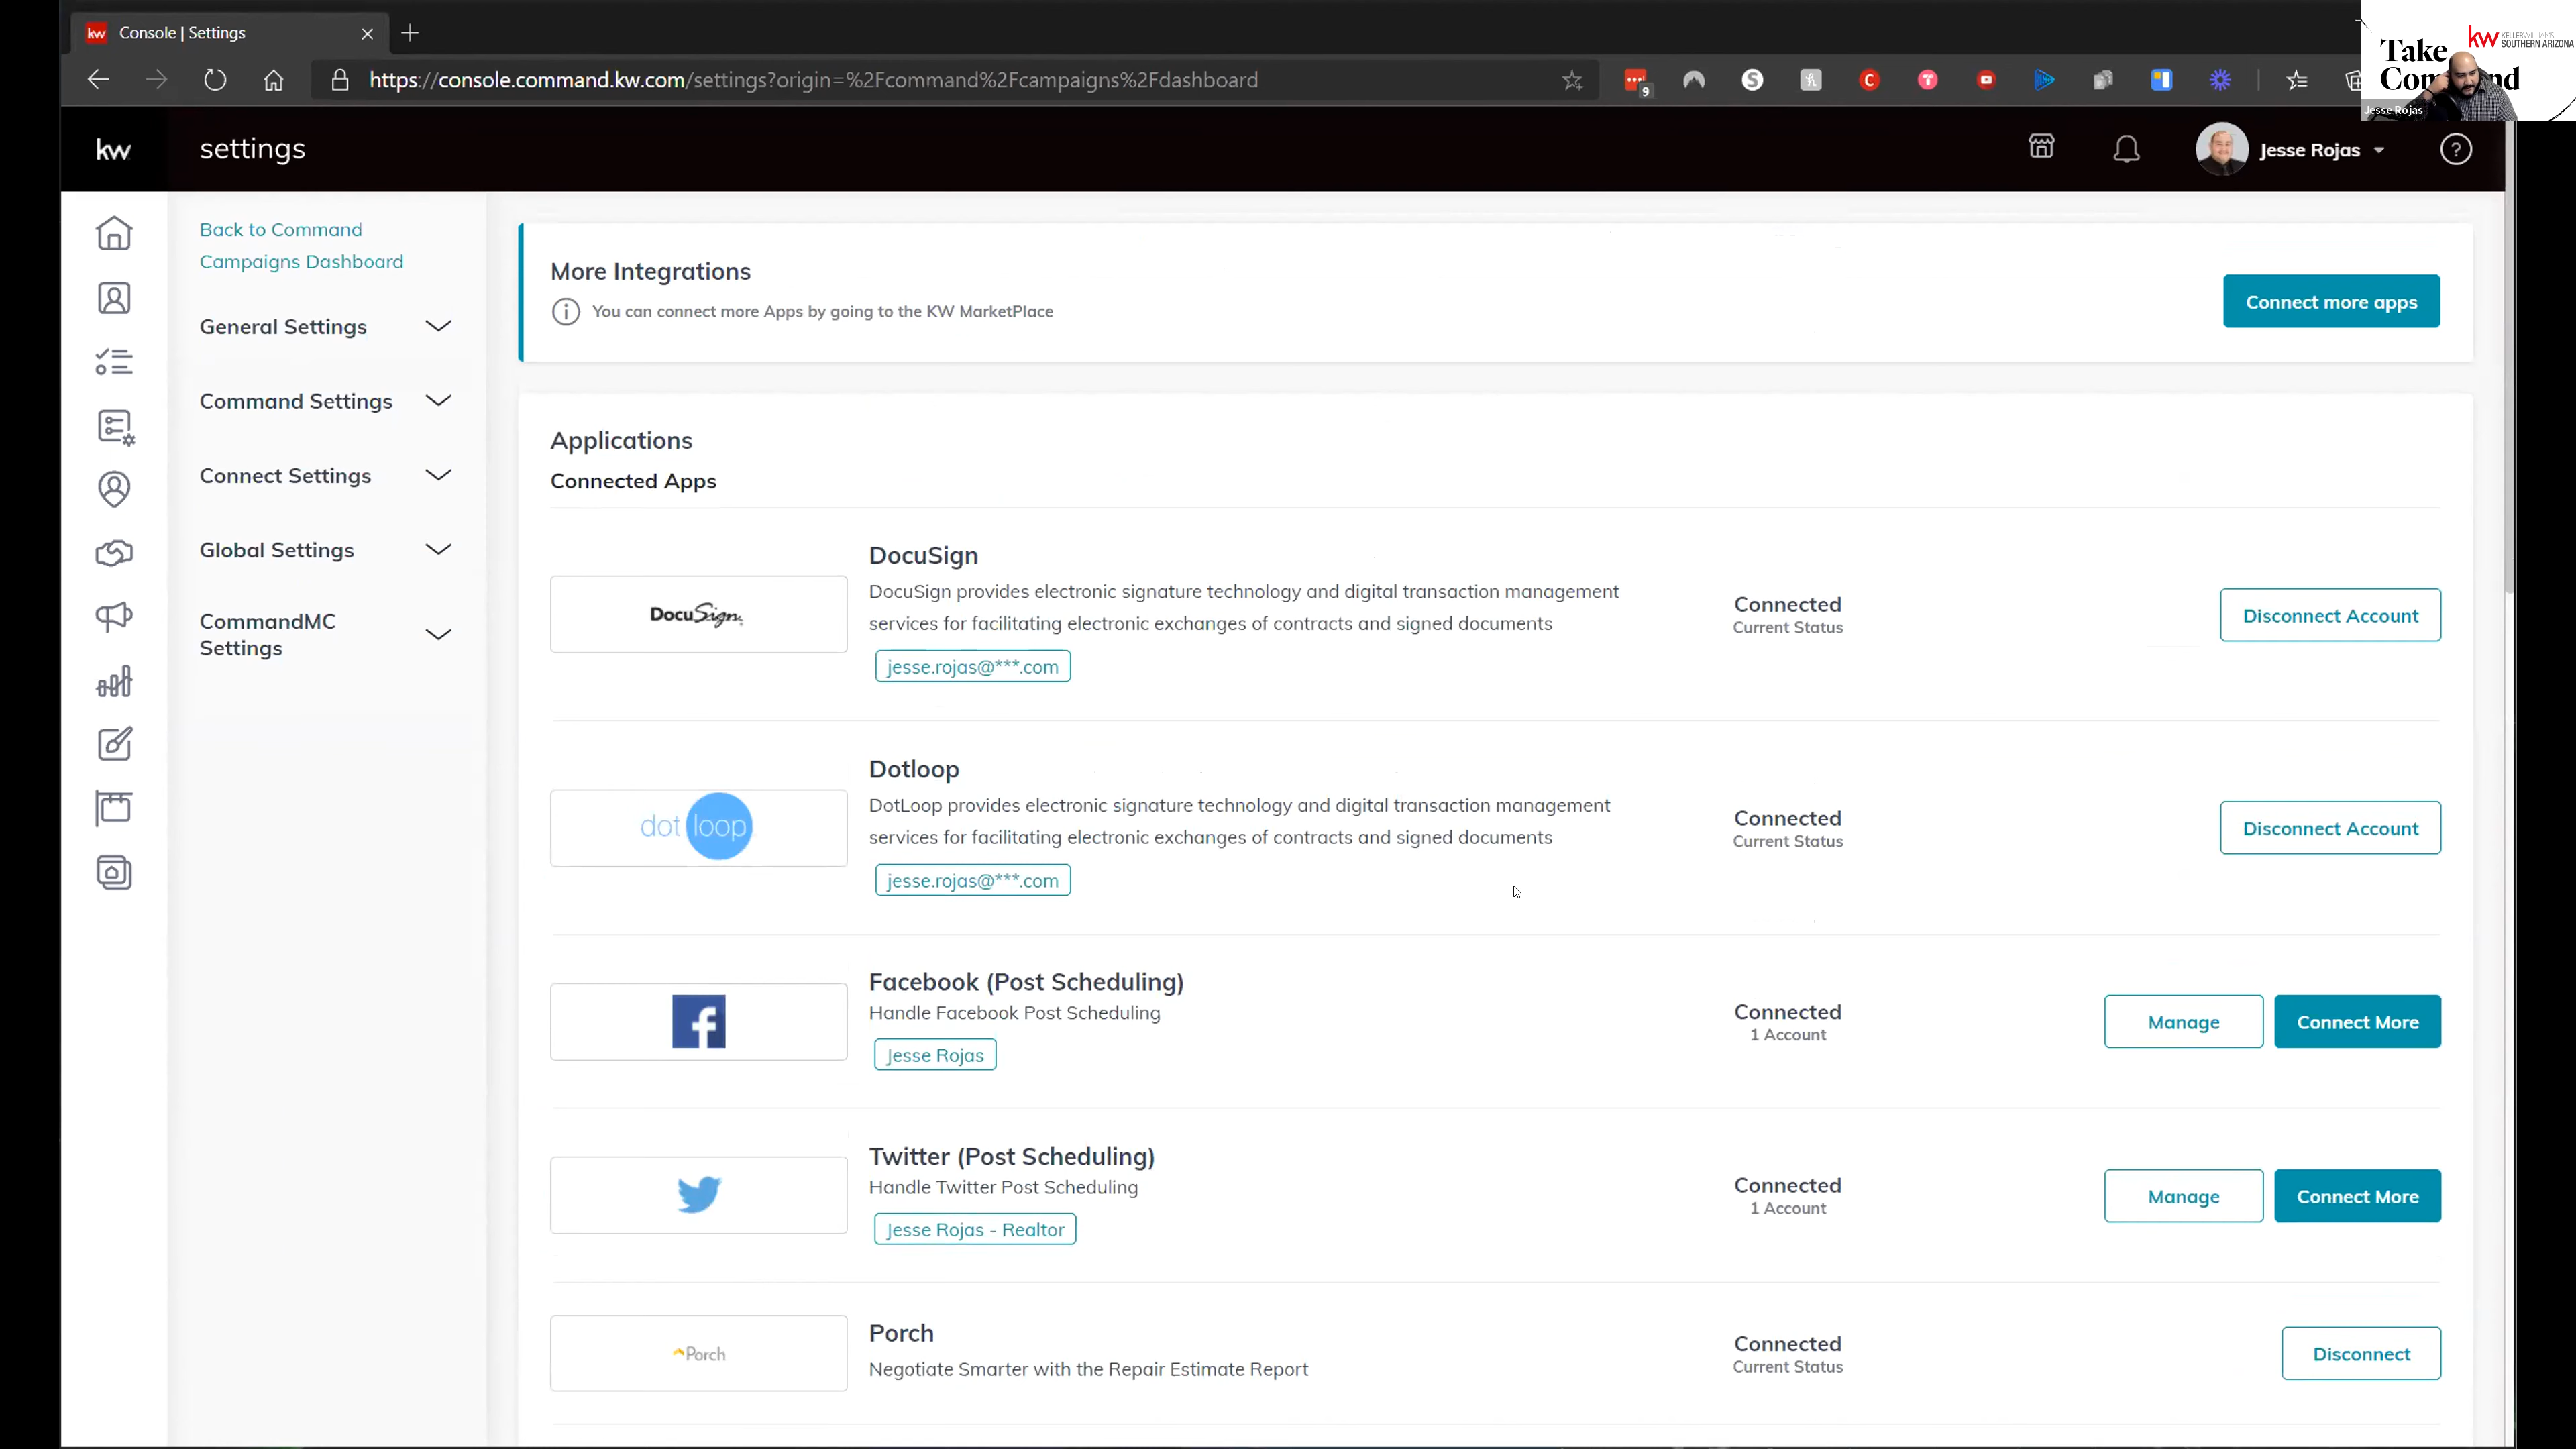 Console | Settings
https://console.command.kw.com/settings?origin=%2Fcommand%2Fcampaigns%2Fdashboard
9
Take
kw KELLERWILLIAMS
SOUTHERN ARIZONA
Jesse Rojas
kw
settings
Jesse Rojas
Back to Command
Campaigns Dashboard
General Settings
Command Settings
Connect Settings
Global Settings
CommandMC
Settings
More Integrations
You can connect more Apps by going to the KW MarketPlace
Connect more apps
Applications
Connected Apps
DocuSign
DocuSign
DocuSign provides electronic signature technology and digital transaction management
services for facilitating electronic exchanges of contracts and signed documents
jesse.rojas@***.com
Connected
Current Status
Disconnect Account
dot loop
Dotloop
DotLoop provides electronic signature technology and digital transaction management
services for facilitating electronic exchanges of contracts and signed documents
jesse.rojas@***.com
Connected
Current Status
Disconnect Account
Facebook (Post Scheduling)
Handle Facebook Post Scheduling
Jesse Rojas
Connected
1 Account
Manage
Connect More
Twitter (Post Scheduling)
Handle Twitter Post Scheduling
Jesse Rojas - Realtor
Connected
1 Account
Manage
Connect More
Porch
Porch
Negotiate Smarter with the Repair Estimate Report
Connected
Current Status
Disconnect